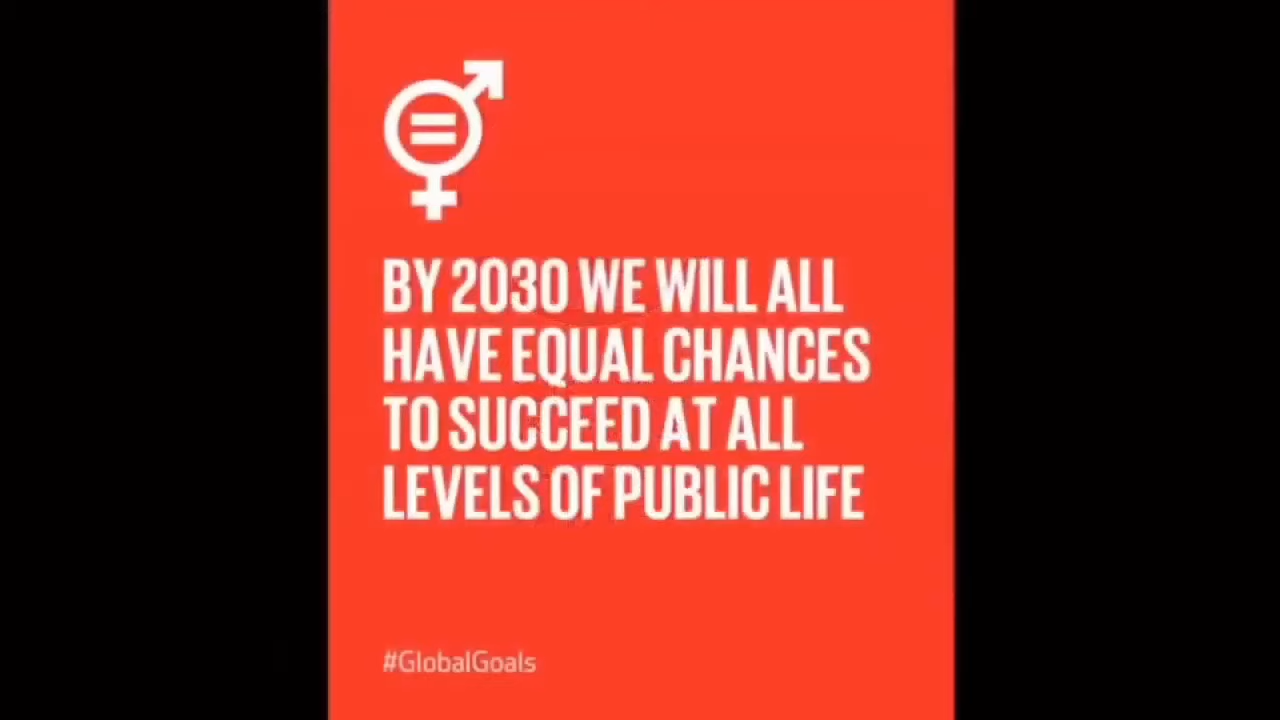 BY 2030 WE WILL ALL
HAVE EQUAL CHANCES
TO SUCCEED AT ALL
LEVELS OF PUBLIC LIFE
#GlobalGoals